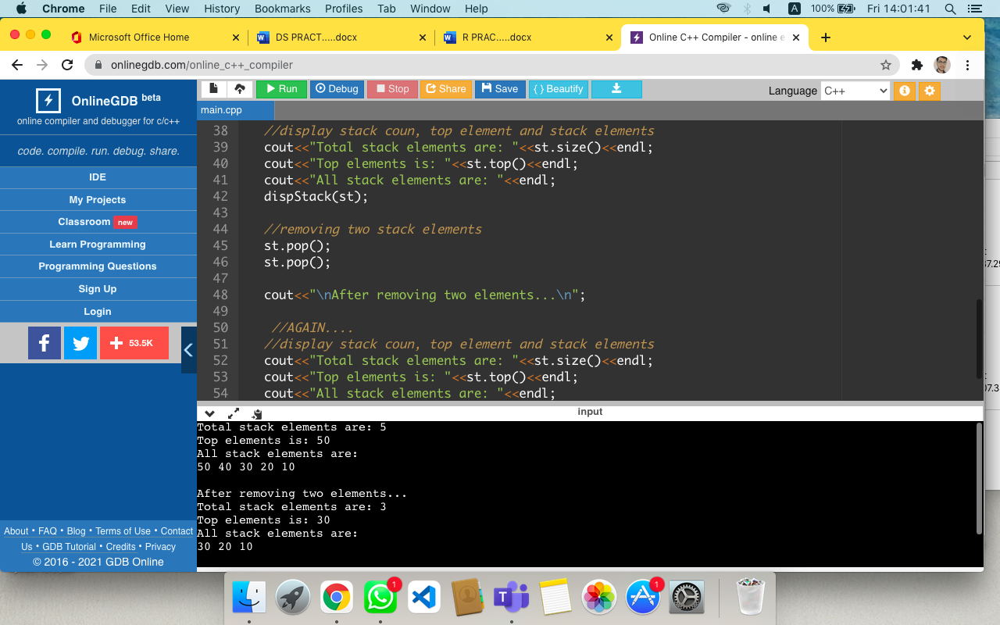 Chrome File Edit View History Bookmarks Profiles Tab Window Help A 100% Fri 14:01:41
Microsoft Office Home DS PRACT.....docx R PRAC.....docx Online C++ Compiler - online e
onlinegdb.com/online_c++_compiler
OnlineGDB beta
online compiler and debugger for c/c++
code. compile. run. debug. share.
IDE
My Projects
Classroom new
Learn Programming
Programming Questions
Sign Up
Login
f + 53.5K
About • FAQ • Blog • Terms of Use • Contact
Us • GDB Tutorial • Credits • Privacy
© 2016 - 2021 GDB Online
Run Debug Stop Share Save { } Beautify Language C++
main.cpp
38 //display stack coun, top element and stack elements
39 cout<<"Total stack elements are: "<<st.size()<<endl;
40 cout<<"Top elements is: "<<st.top()<<endl;
41 cout<<"All stack elements are: "<<endl;
42 dispStack(st);
43
44 //removing two stack elements
45 st.pop();
46 st.pop();
47
48 cout<<"\nAfter removing two elements...\n";
49
50 //AGAIN....
51 //display stack coun, top element and stack elements
52 cout<<"Total stack elements are: "<<st.size()<<endl;
53 cout<<"Top elements is: "<<st.top()<<endl;
54 cout<<"All stack elements are: "<<endl;
input
Total stack elements are: 5
Top elements is: 50
All stack elements are:
50 40 30 20 10
After removing two elements...
Total stack elements are: 3
Top elements is: 30
All stack elements are:
30 20 10
1
T
1